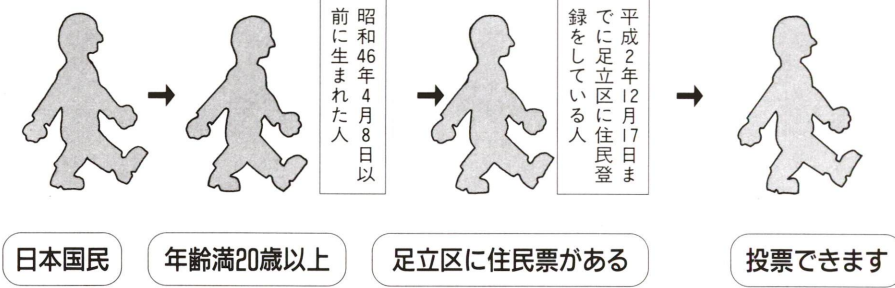 昭和46年4月8日以
前に生まれた人
平成2年12月17日ま
でに足立区に住民登
録をしている人
日本国民
年齢満20歳以上
足立区に住民票がある
投票できます